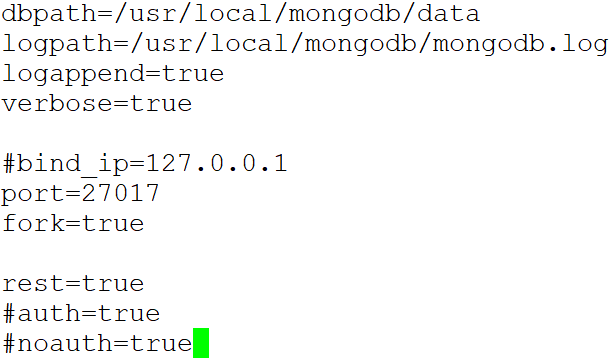 dbpath=/usr/local/mongodb/data
logpath=/usr/local/mongodb/mongodb.log
logappend=true
verbose=true
#bind_ip=127.0.0.1
port=27017
fork=true
rest=true
#auth=true
#noauth=true